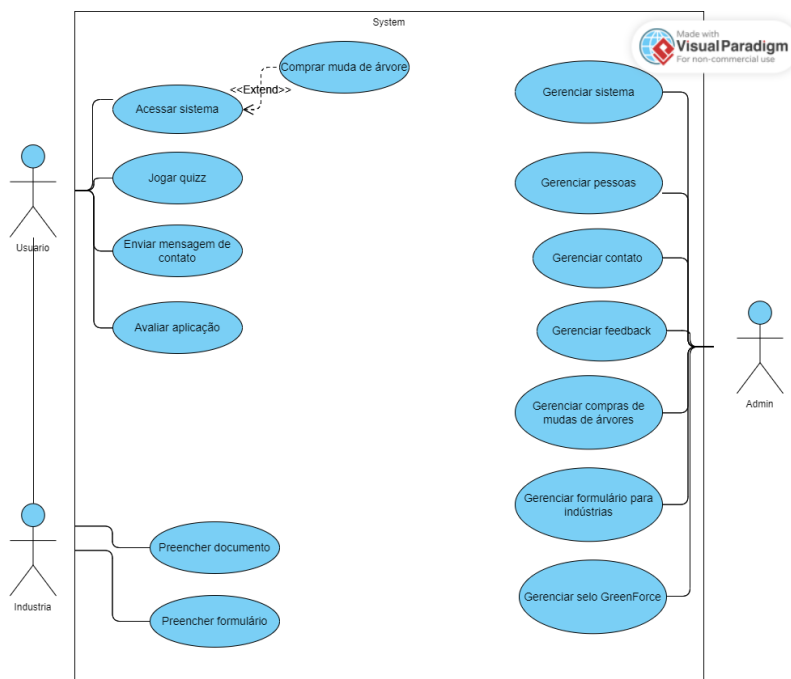 System
Made with
Visual Paradigm
For non-commercial use
Comprar muda de árvore
<<Extend>>
Acessar sistema
Jogar quizz
Enviar mensagem de
contato
Avaliar aplicação
Usuario
Gerenciar sistema
Gerenciar pessoas
Gerenciar contato
Gerenciar feedback
Gerenciar compras de
mudas de árvores
Gerenciar formulário para
indústrias
Gerenciar selo GreenForce
Admin
Preencher documento
Preencher formulário
Industria